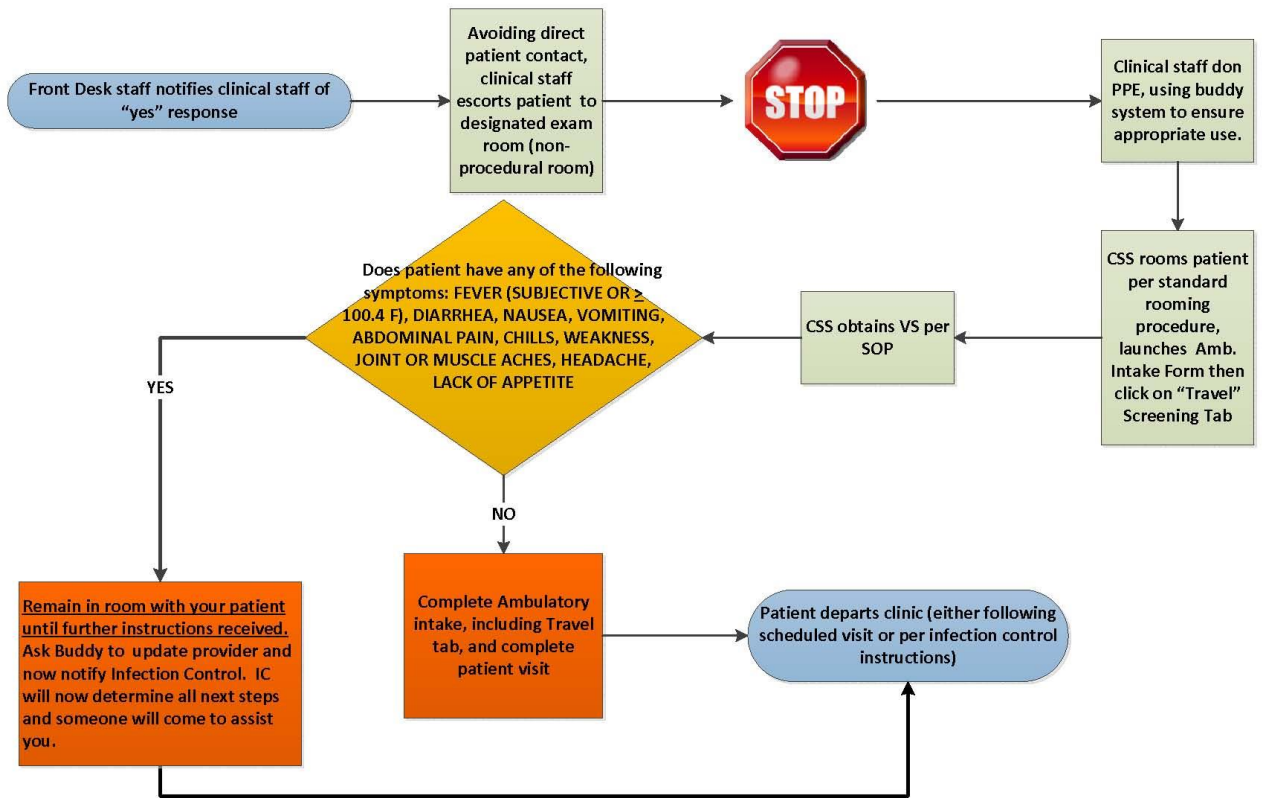 Front Desk staff notifies clinical staff of
“yes” response
Avoiding direct
patient contact,
clinical staff
escorts patient to
designated exam
room (non-
procedural room)
STOP
Clinical staff don
PPE, using buddy
system to ensure
appropriate use.
CSS rooms patient
per standard
rooming
procedure,
launches Amb.
Intake Form then
click on “Travel”
Screening Tab
CSS obtains VS per
SOP
Does patient have any of the following
symptoms: FEVER (SUBJECTIVE OR ≥
100.4 F), DIARRHEA, NAUSEA, VOMITING,
ABDOMINAL PAIN, CHILLS, WEAKNESS,
JOINT OR MUSCLE ACHES, HEADACHE,
LACK OF APPETITE
YES
NO
Remain in room with your patient
until further instructions received.
Ask Buddy to update provider and
now notify Infection Control. IC
will now determine all next steps
and someone will come to assist
you.
Complete Ambulatory
intake, including Travel
tab, and complete
patient visit
Patient departs clinic (either following
scheduled visit or per infection control
instructions)